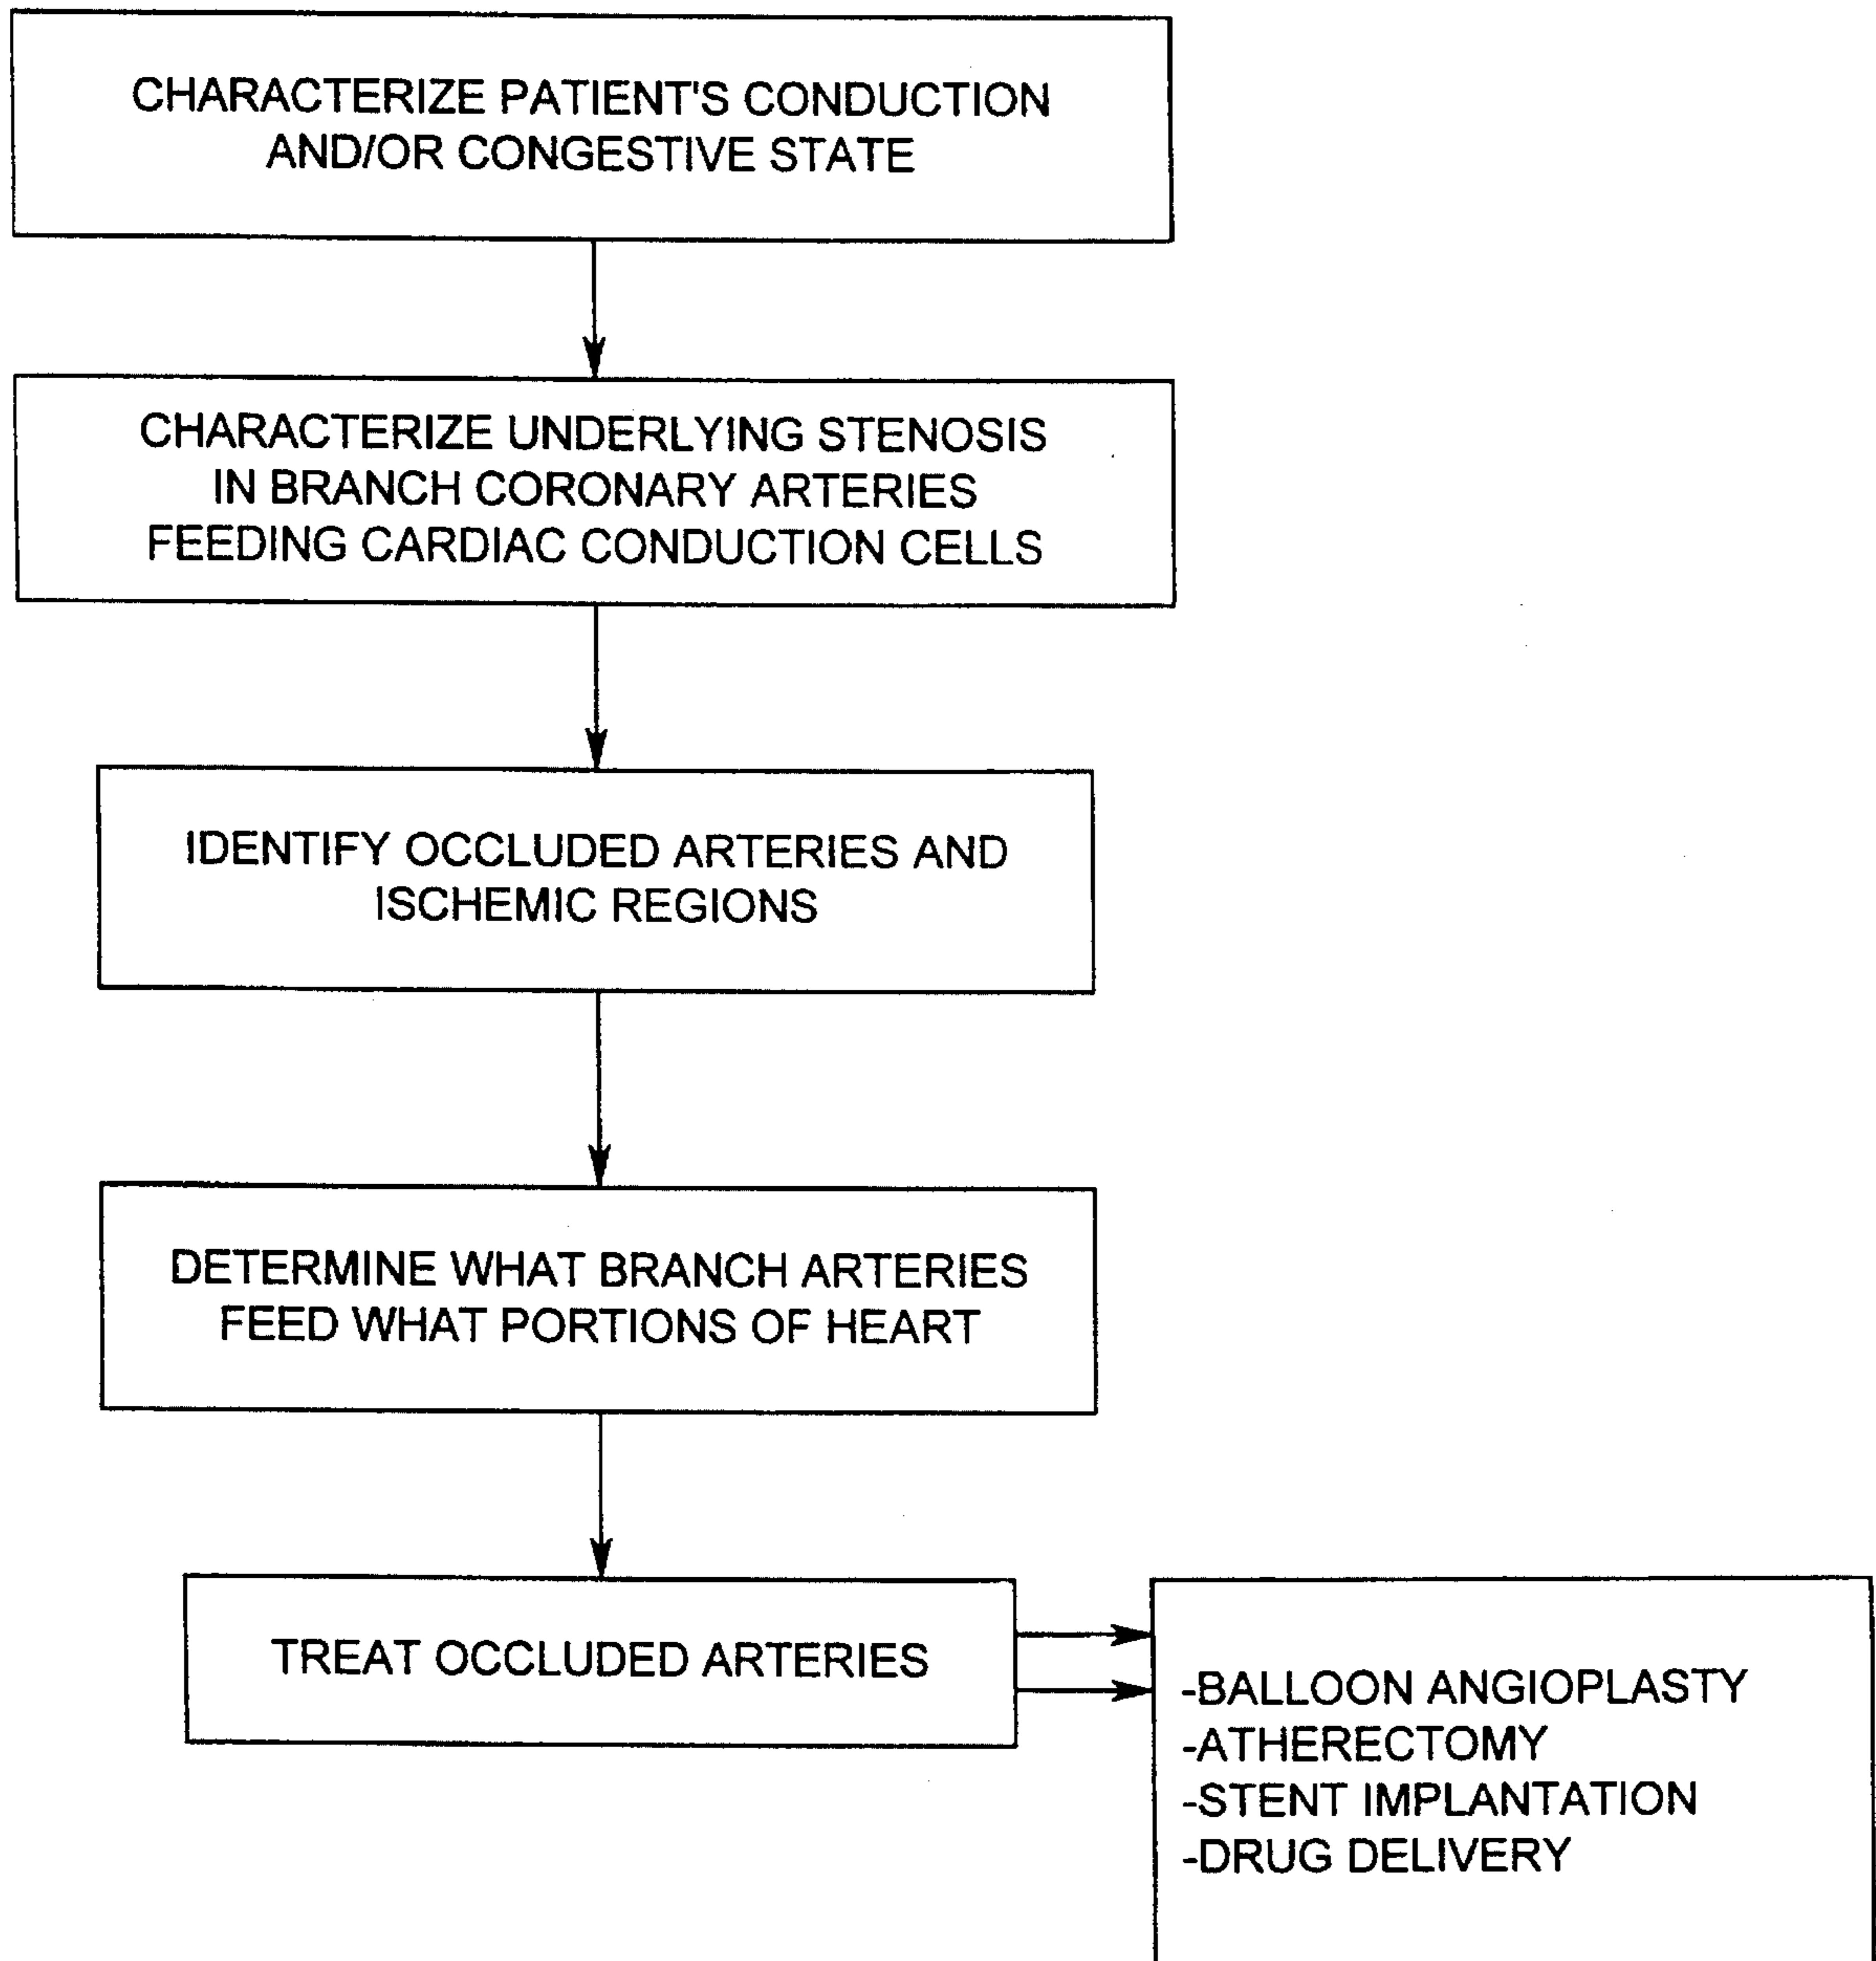 CHARACTERIZE PATIENT'S CONDUCTION
AND/OR CONGESTIVE STATE
CHARACTERIZE UNDERLYING STENOSIS
IN BRANCH CORONARY ARTERIES
FEEDING CARDIAC CONDUCTION CELLS
IDENTIFY OCCLUDED ARTERIES AND
ISCHEMIC REGIONS
DETERMINE WHAT BRANCH ARTERIES
FEED WHAT PORTIONS OF HEART
TREAT OCCLUDED ARTERIES
-BALLOON ANGIOPLASTY
-ATHERECTOMY
-STENT IMPLANTATION
-DRUG DELIVERY